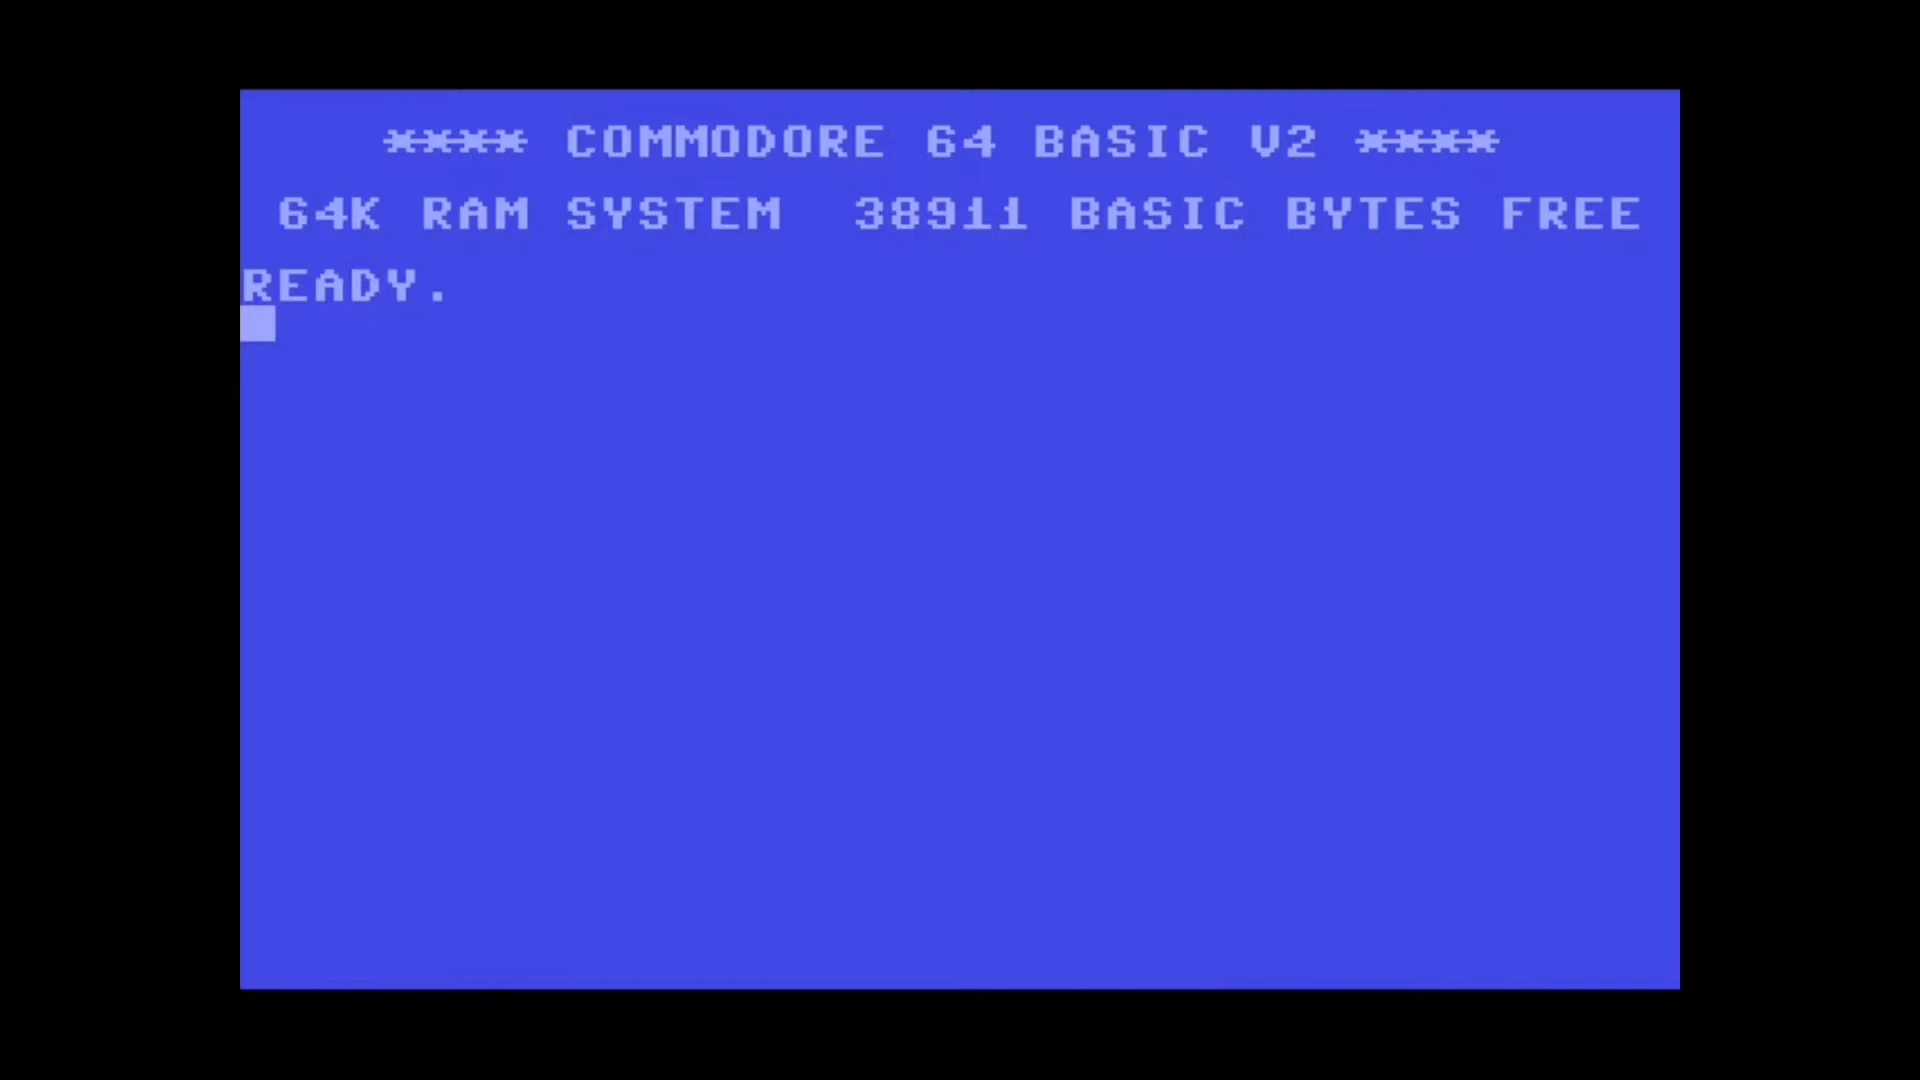 **** COMMODORE 64 BASIC V2 ****
64K RAM SYSTEM  38911 BASIC BYTES FREE
READY.